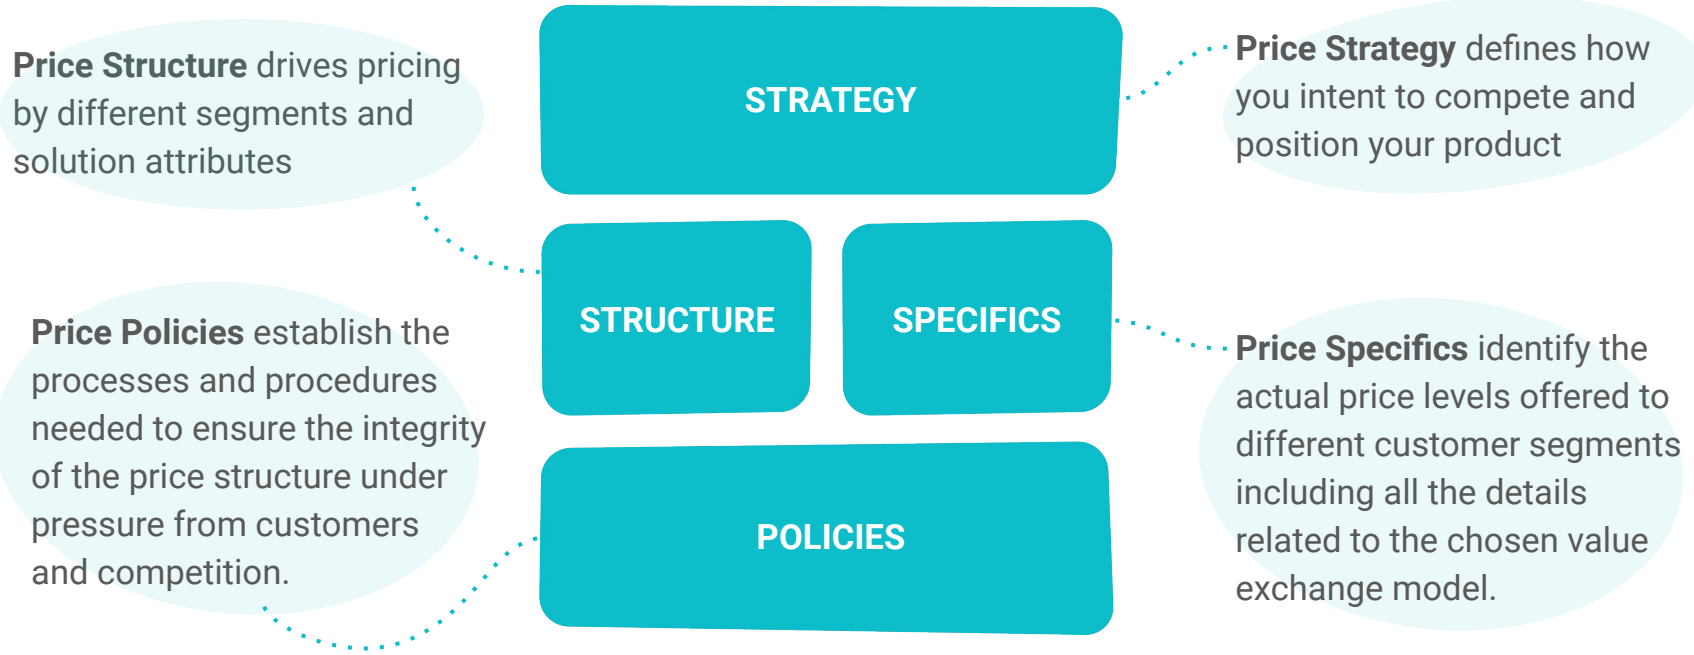 Price Structure drives pricing
by different segments and
solution attributes
STRATEGY
Price Strategy defines how
you intent to compete and
position your product
STRUCTURE
SPECIFICS
Price Policies establish the
processes and procedures
needed to ensure the integrity
of the price structure under
pressure from customers
and competition.
Price Specifics identify the
actual price levels offered to
different customer segments
including all the details
related to the chosen value
exchange model.
POLICIES